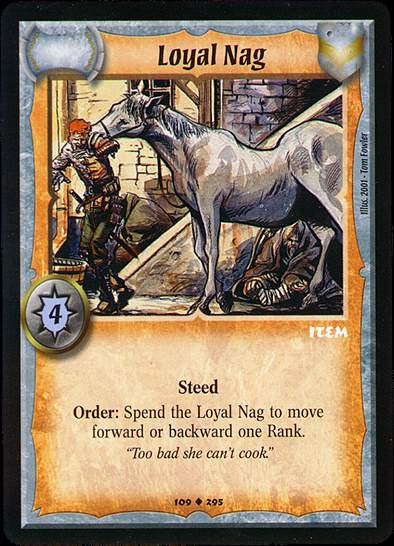 Loyal Nag
Illus. 2001 • Tom Fowler
ITEM
4
Steed
Order: Spend the Loyal Nag to move
forward or backward one Rank.
"Too bad she can't cook."
109 ◆ 295